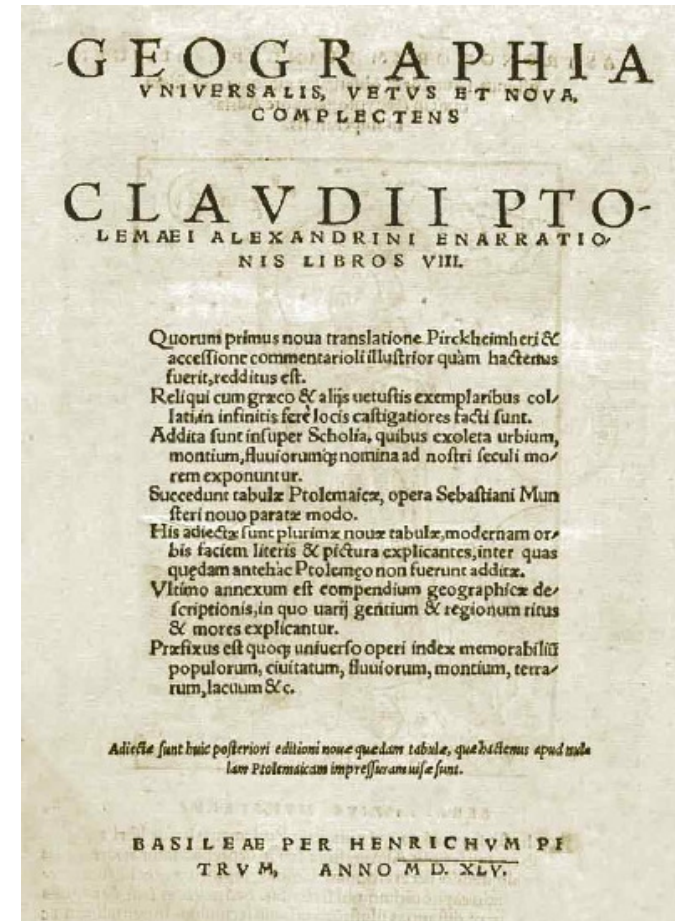 GEOGRAPHIA
VNIVERSALIS, VETVS ET NOVA,
COMPLECTENS
CLAVDII PTO-
LEMAEI ALEXANDRINI ENARRATIO-
NIS LIBROS VIII.
Quorum primus noua translatione Pirckheimheri &
accessione commentarioli illustrior quàm hactenus
fuerit, redditus est.
Reliqui cum græco & alijs uetustis exemplaribus col-
lati, in infinitis ferè locis castigatiores facti sunt.
Addita sunt insuper Scholia, quibus exoleta urbium,
montium, fluuiorumqꝫ nomina ad nostri seculi mo-
rem exponuntur.
Succedunt tabulæ Ptolemaicæ, opera Sebastiani Mun
steri nouo paratæ modo.
His adiectæ sunt plurimæ nouæ tabulæ, modernam or-
bis faciem literis & pictura explicantes, inter quas
quędam antehac Ptolemęo non fuerunt additæ.
Vltimo annexum est compendium geographicæ de-
scriptionis, in quo uarij gentium & regionum ritus
& mores explicantur.
Præfixus est quoqꝫ uniuerso operi index memorabiliū
populorum, ciuitatum, fluuiorum, montium, terra-
rum, lacuum &c.
Adiectæ sunt huic posteriori editioni nouæ quædam tabulæ, quæ hactenus apud nul-
lam Ptolemaicam impressuram uisæ sunt.
BASILEAE PER HENRICHVM PE
TRVM, ANNO M D. XLV.